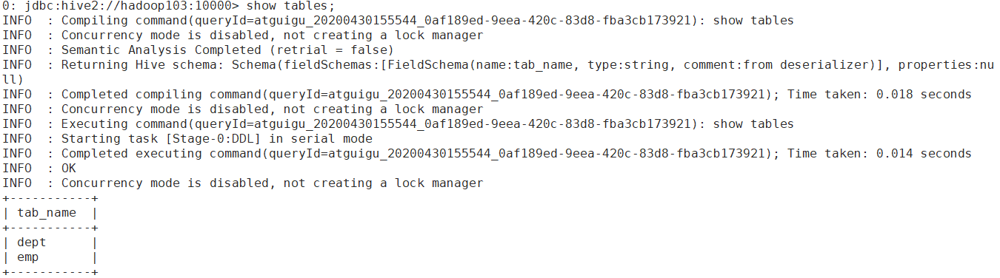 0: jdbc:hive2://hadoop103:10000> show tables;
INFO  : Compiling command(queryId=atguigu_20200430155544_0af189ed-9eea-420c-83d8-fba3cb173921): show tables
INFO  : Concurrency mode is disabled, not creating a lock manager
INFO  : Semantic Analysis Completed (retrial = false)
INFO  : Returning Hive schema: Schema(fieldSchemas:[FieldSchema(name:tab_name, type:string, comment:from deserializer)], properties:nu
ll)
INFO  : Completed compiling command(queryId=atguigu_20200430155544_0af189ed-9eea-420c-83d8-fba3cb173921); Time taken: 0.018 seconds
INFO  : Concurrency mode is disabled, not creating a lock manager
INFO  : Executing command(queryId=atguigu_20200430155544_0af189ed-9eea-420c-83d8-fba3cb173921): show tables
INFO  : Starting task [Stage-0:DDL] in serial mode
INFO  : Completed executing command(queryId=atguigu_20200430155544_0af189ed-9eea-420c-83d8-fba3cb173921); Time taken: 0.014 seconds
INFO  : OK
INFO  : Concurrency mode is disabled, not creating a lock manager
+-----------+
| tab_name  |
+-----------+
| dept      |
| emp       |
+-----------+